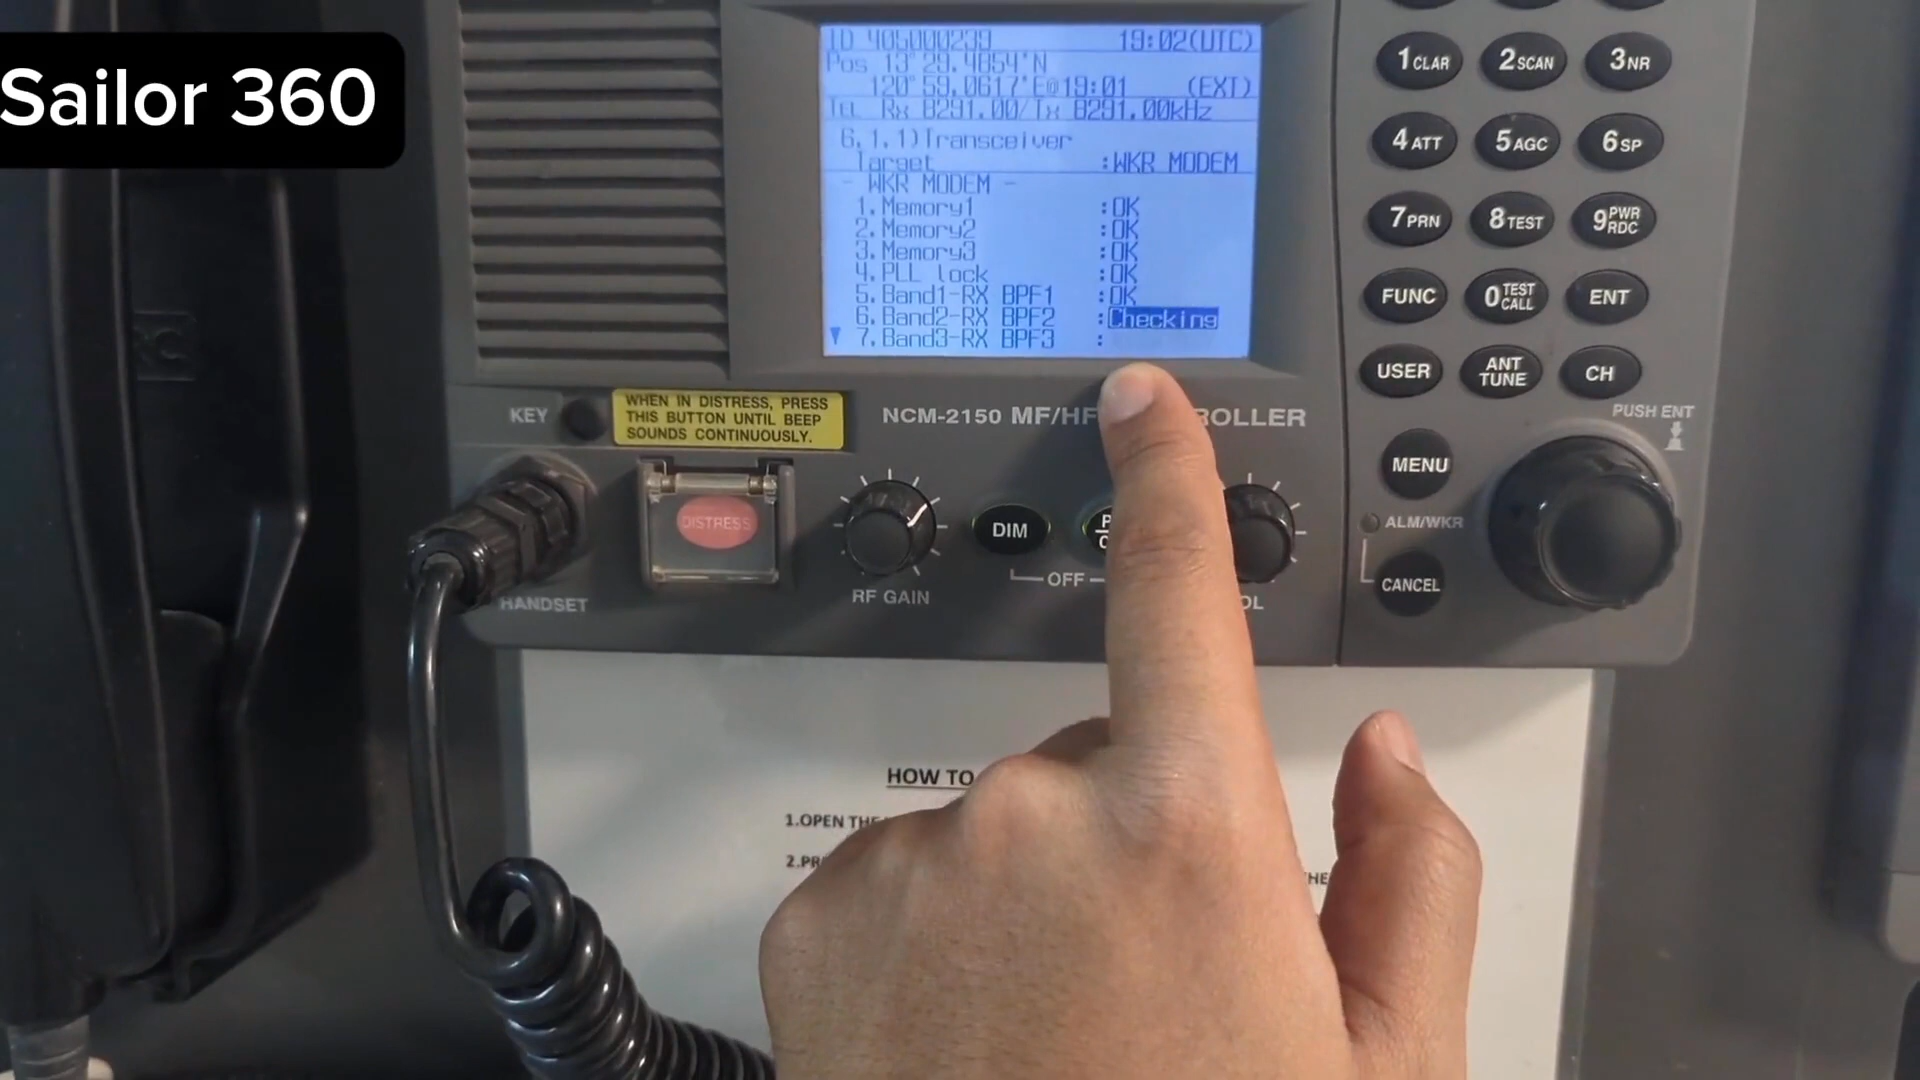 Sailor 360
ID 405000239 19:02(UTC)
Pos 13°29.4854'N
120°59.0617'E@19:01 (EXT)
TEL Rx 8291.00/Tx 8291.00kHz
6.1.1)Transceiver
Target :WKR MODEM
- WKR MODEM -
1.Memory1 :OK
2.Memory2 :OK
3.Memory3 :OK
4.PLL lock :OK
5.Band1-RX BPF1 :OK
6.Band2-RX BPF2 :Checking
7.Band3-RX BPF3 :
1 CLAR 2 SCAN 3 NR
4 ATT 5 AGC 6 SP
7 PRN 8 TEST 9 PWR RDC
FUNC 0 TEST CALL ENT
USER ANT TUNE CH
PUSH ENT
KEY
WHEN IN DISTRESS, PRESS
THIS BUTTON UNTIL BEEP
SOUNDS CONTINUOUSLY.
NCM-2150 MF/HF ROLLER
MENU
DISTRESS
DIM
ALM/WKR
OFF
CANCEL
HANDSET
RF GAIN
HOW TO
1.OPEN THE
2.PR